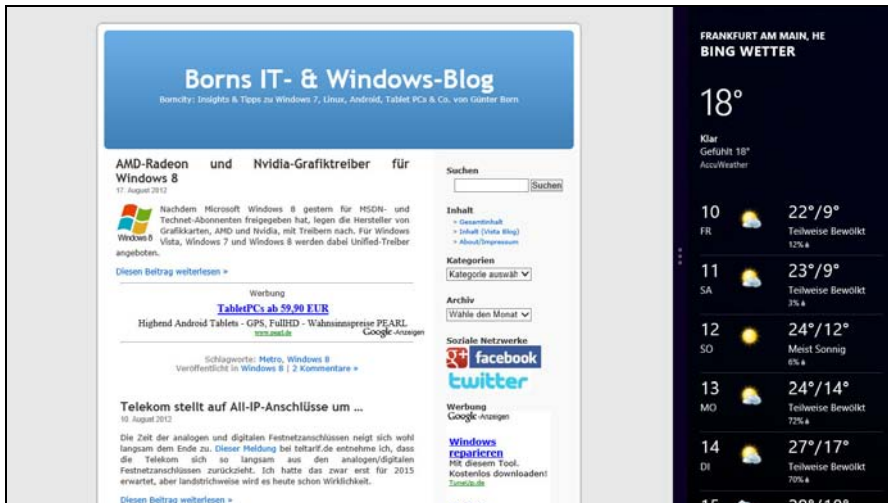 Borns IT- & Windows-Blog
Borncity: Insights & Tipps zu Windows 7, Linux, Android, Tablet PCs & Co. von Günter Born
AMD-Radeon und Nvidia-Grafiktreiber für
Windows 8
17. August 2012
Nachdem Microsoft Windows 8 gestern für MSDN- und
Technet-Abonnenten freigegeben hat, legen die Hersteller von
Grafikkarten, AMD und Nvidia, mit Treibern nach. Für Windows
Vista, Windows 7 und Windows 8 werden dabei Unified-Treiber
angeboten.
Windows 8
Diesen Beitrag weiterlesen »
Werbung
TabletPCs ab 59,90 EUR
Highend Android Tablets - GPS, FullHD - Wahnsinnspreise PEARL
www.pearl.de
Google-Anzeigen
Schlagworte: Metro, Windows 8
Veröffentlicht in Windows 8 | 2 Kommentare »
Telekom stellt auf All-IP-Anschlüsse um ...
10. August 2012
Die Zeit der analogen und digitalen Festnetzanschlüssen neigt sich wohl
langsam dem Ende zu. Dieser Meldung bei teltarif.de entnehme ich, dass
die Telekom sich so langsam aus den analogen/digitalen
Festnetzanschlüssen zurückzieht. Ich hatte das zwar erst für 2015
erwartet, aber landstrichweise wird es heute schon Wirklichkeit.
Diesen Beitrag weiterlesen »
Suchen
Suchen
Inhalt
» Gesamtinhalt
» Inhalt (Vista Blog)
» About/Impressum
Kategorien
Kategorie auswäh
Archiv
Wähle den Monat
Soziale Netzwerke
g+ facebook
twitter
Werbung
Google-Anzeigen
Windows
reparieren
Mit diesem Tool.
Kostenlos downloaden!
TuneUp.de
FRANKFURT AM MAIN, HE
BING WETTER
18°
Klar
Gefühlt 18°
AccuWeather
10 22°/9°
FR Teilweise Bewölkt
12%
11 23°/9°
SA Teilweise Bewölkt
3%
12 24°/12°
SO Meist Sonnig
6%
13 24°/14°
MO Teilweise Bewölkt
72%
14 27°/17°
DI Teilweise Bewölkt
70%